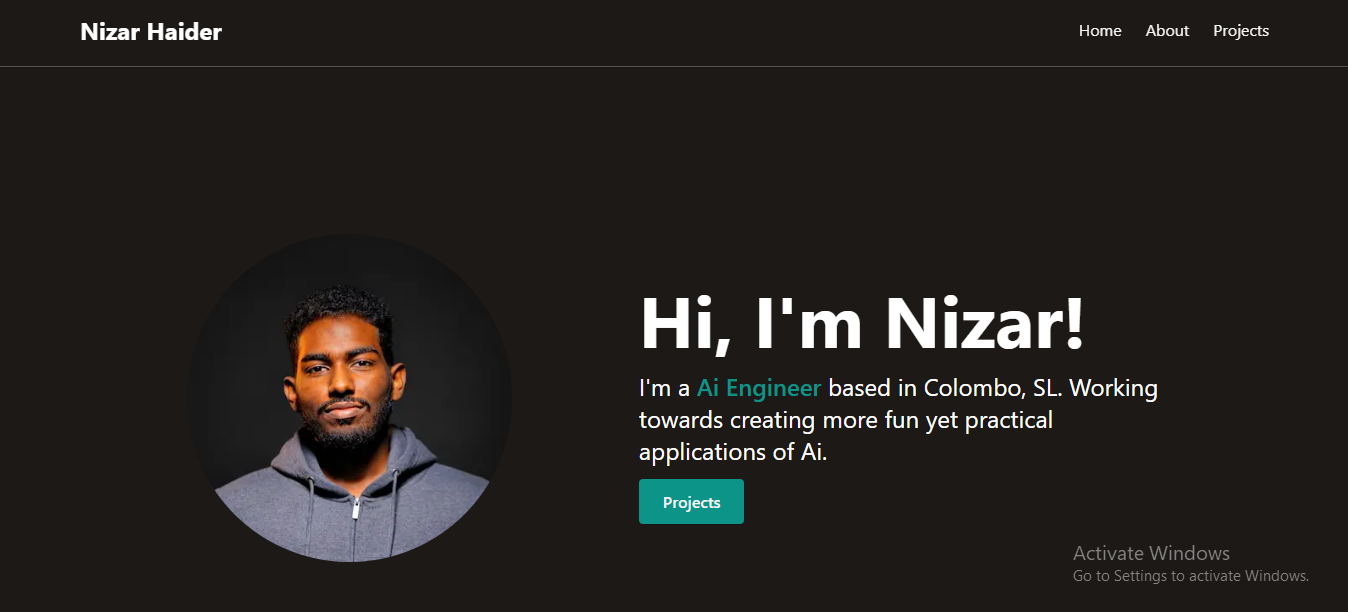 Nizar Haider
Home About Projects
Hi, I'm Nizar!
I'm a Ai Engineer based in Colombo, SL. Working
towards creating more fun yet practical
applications of Ai.
Projects
Activate Windows
Go to Settings to activate Windows.